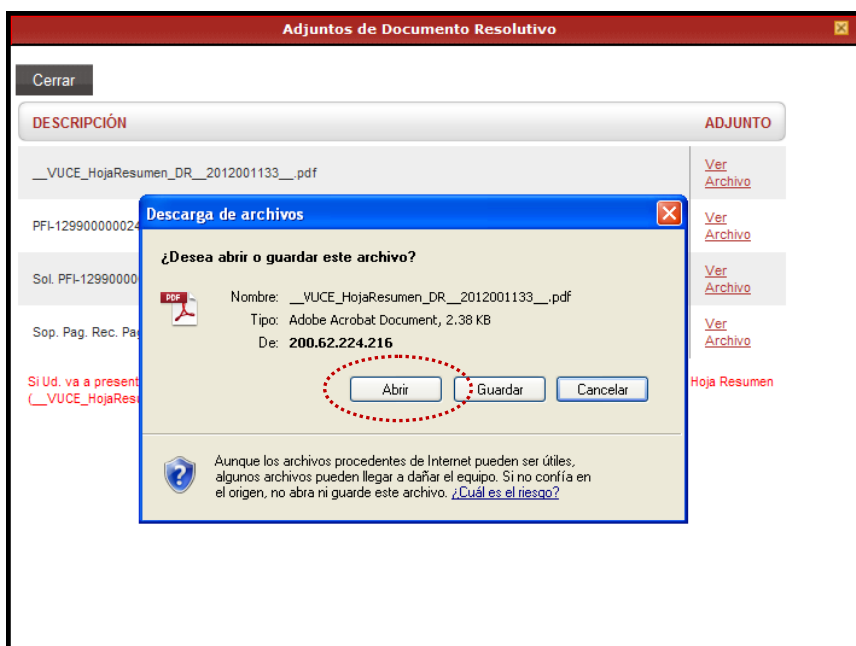 Adjuntos de Documento Resolutivo
Cerrar
DESCRIPCIÓN ADJUNTO
__VUCE_HojaResumen_DR__2012001133__.pdf Ver
Archivo
PFI-129900000024 Ver
Archivo
Sol. PFI-12990000 Ver
Archivo
Sop. Pag. Rec. Pa Ver
Archivo
Si Ud. va a present Hoja Resumen
(__VUCE_HojaRes
Descarga de archivos
¿Desea abrir o guardar este archivo?
PDF
Nombre: __VUCE_HojaResumen_DR__2012001133__.pdf
Tipo: Adobe Acrobat Document, 2.38 KB
De: 200.62.224.216
Abrir Guardar Cancelar
Aunque los archivos procedentes de Internet pueden ser útiles,
algunos archivos pueden llegar a dañar el equipo. Si no confía en
el origen, no abra ni guarde este archivo. ¿Cuál es el riesgo?